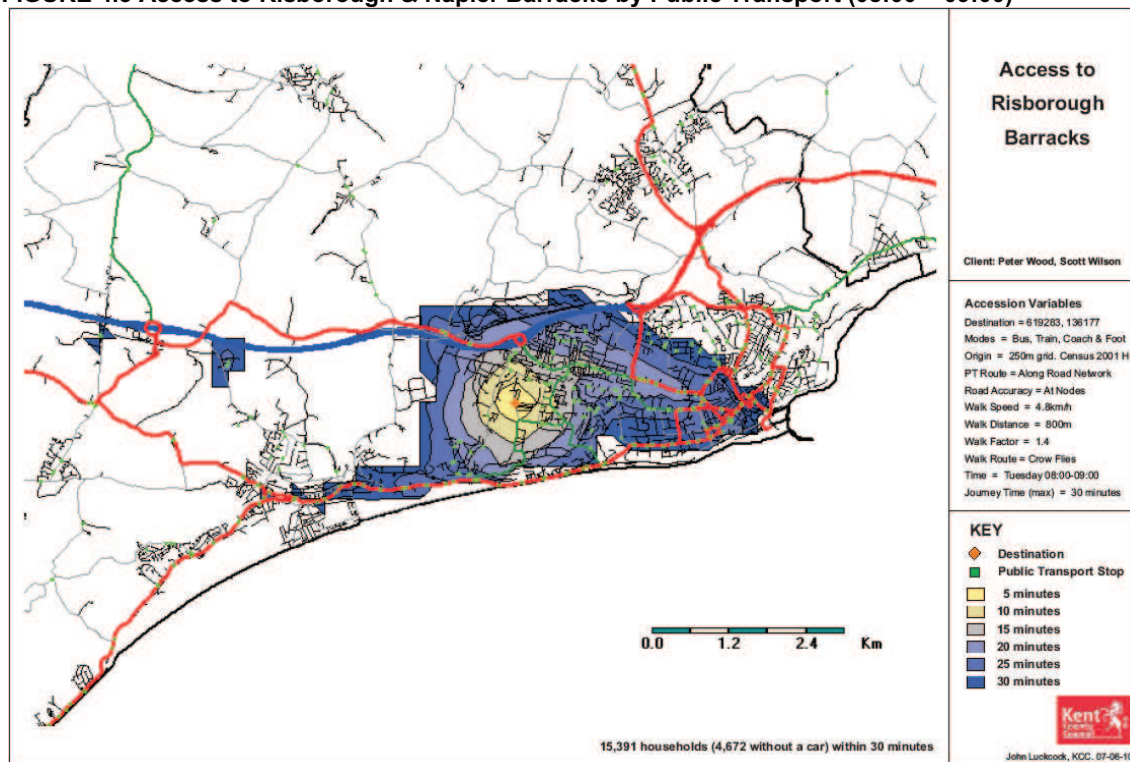 Access to
Risborough
Barracks
Client: Peter Wood, Scott Wilson
Accession Variables
Destination = 619283, 136177
Modes = Bus, Train, Coach & Foot
Origin = 250m grid. Census 2001 H
PT Route = Along Road Network
Road Accuracy = At Nodes
Walk Speed = 4.8km/h
Walk Distance = 800m
Walk Factor = 1.4
Walk Route = Crow Flies
Time = Tuesday 08:00-09:00
Journey Time (max) = 30 minutes
KEY
Destination
Public Transport Stop
5 minutes
10 minutes
15 minutes
20 minutes
25 minutes
30 minutes
0.0 1.2 2.4 Km
Kent
County
Council
15,391 households (4,672 without a car) within 30 minutes
John Luckcock, KCC. 07-06-10